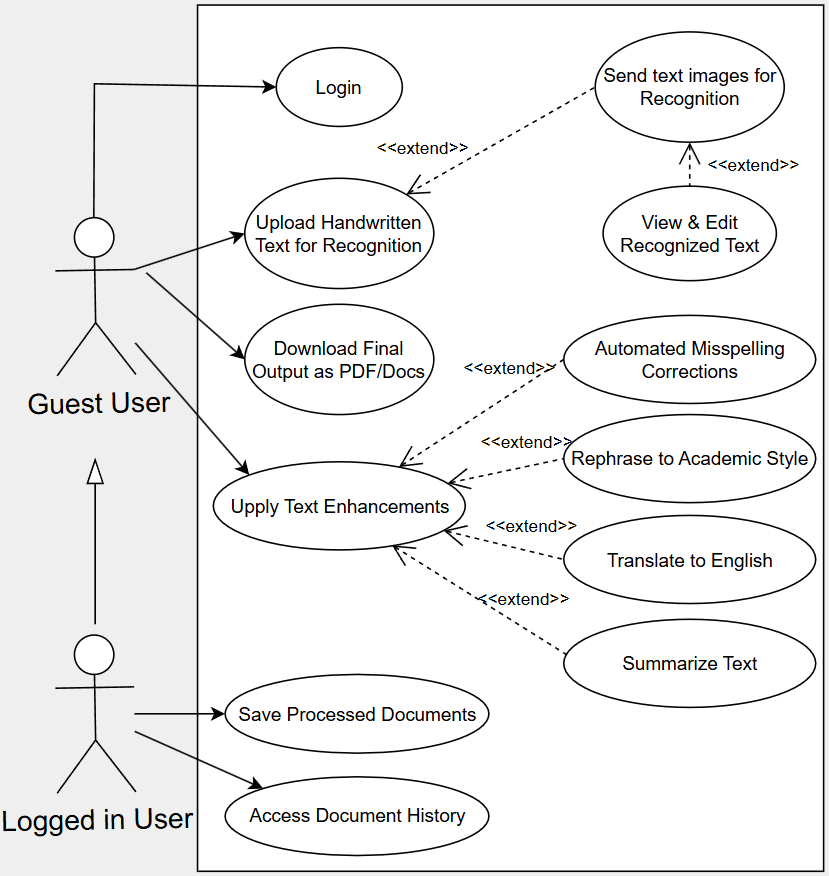 Login
Send text images for
Recognition
<<extend>>
<<extend>>
Upload Handwritten
Text for Recognition
View & Edit
Recognized Text
Download Final
Output as PDF/Docs
<<extend>>
Automated Misspelling
Corrections
Guest User
<<extend>>
Rephrase to Academic Style
Upply Text Enhancements
<<extend>>
Translate to English
<<extend>>
Summarize Text
Save Processed Documents
Logged in User
Access Document History